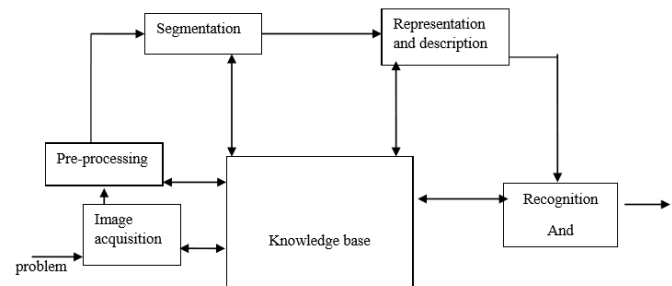 Segmentation
Representation
and description
Pre-processing
Image
acquisition
Knowledge base
Recognition
And
problem